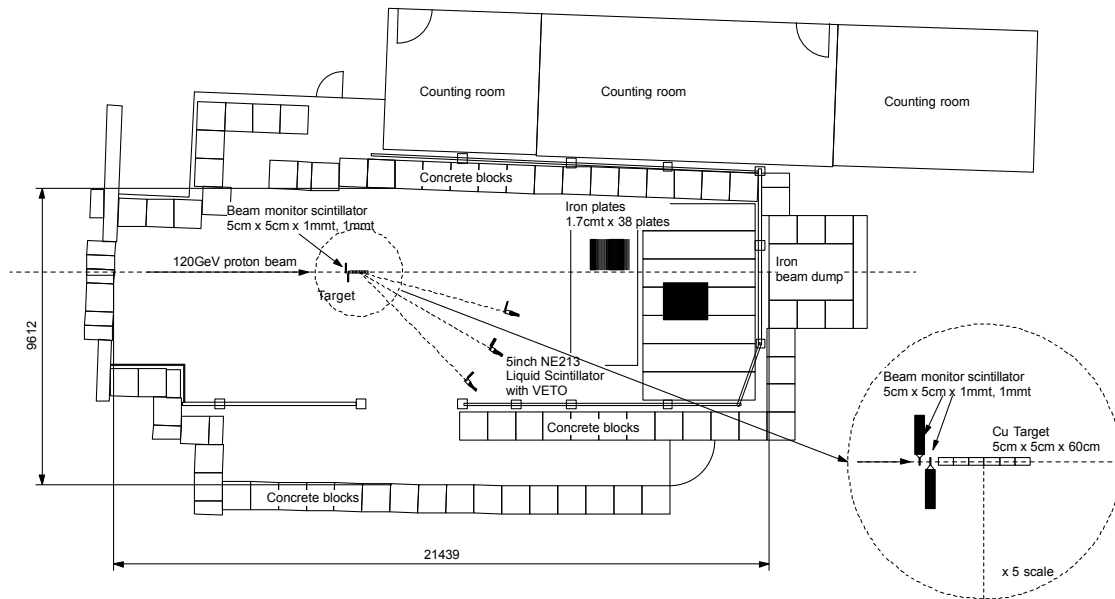 Counting room
Counting room
Counting room
Concrete blocks
Beam monitor scintillator
5cm x 5cm x 1mmt, 1mmt
Iron plates
1.7cmt x 38 plates
120GeV proton beam
Iron
beam dump
Target
9612
5inch NE213
Liquid Scintillator
with VETO
Beam monitor scintillator
5cm x 5cm x 1mmt, 1mmt
Concrete blocks
Cu Target
5cm x 5cm x 60cm
Concrete blocks
21439
x 5 scale